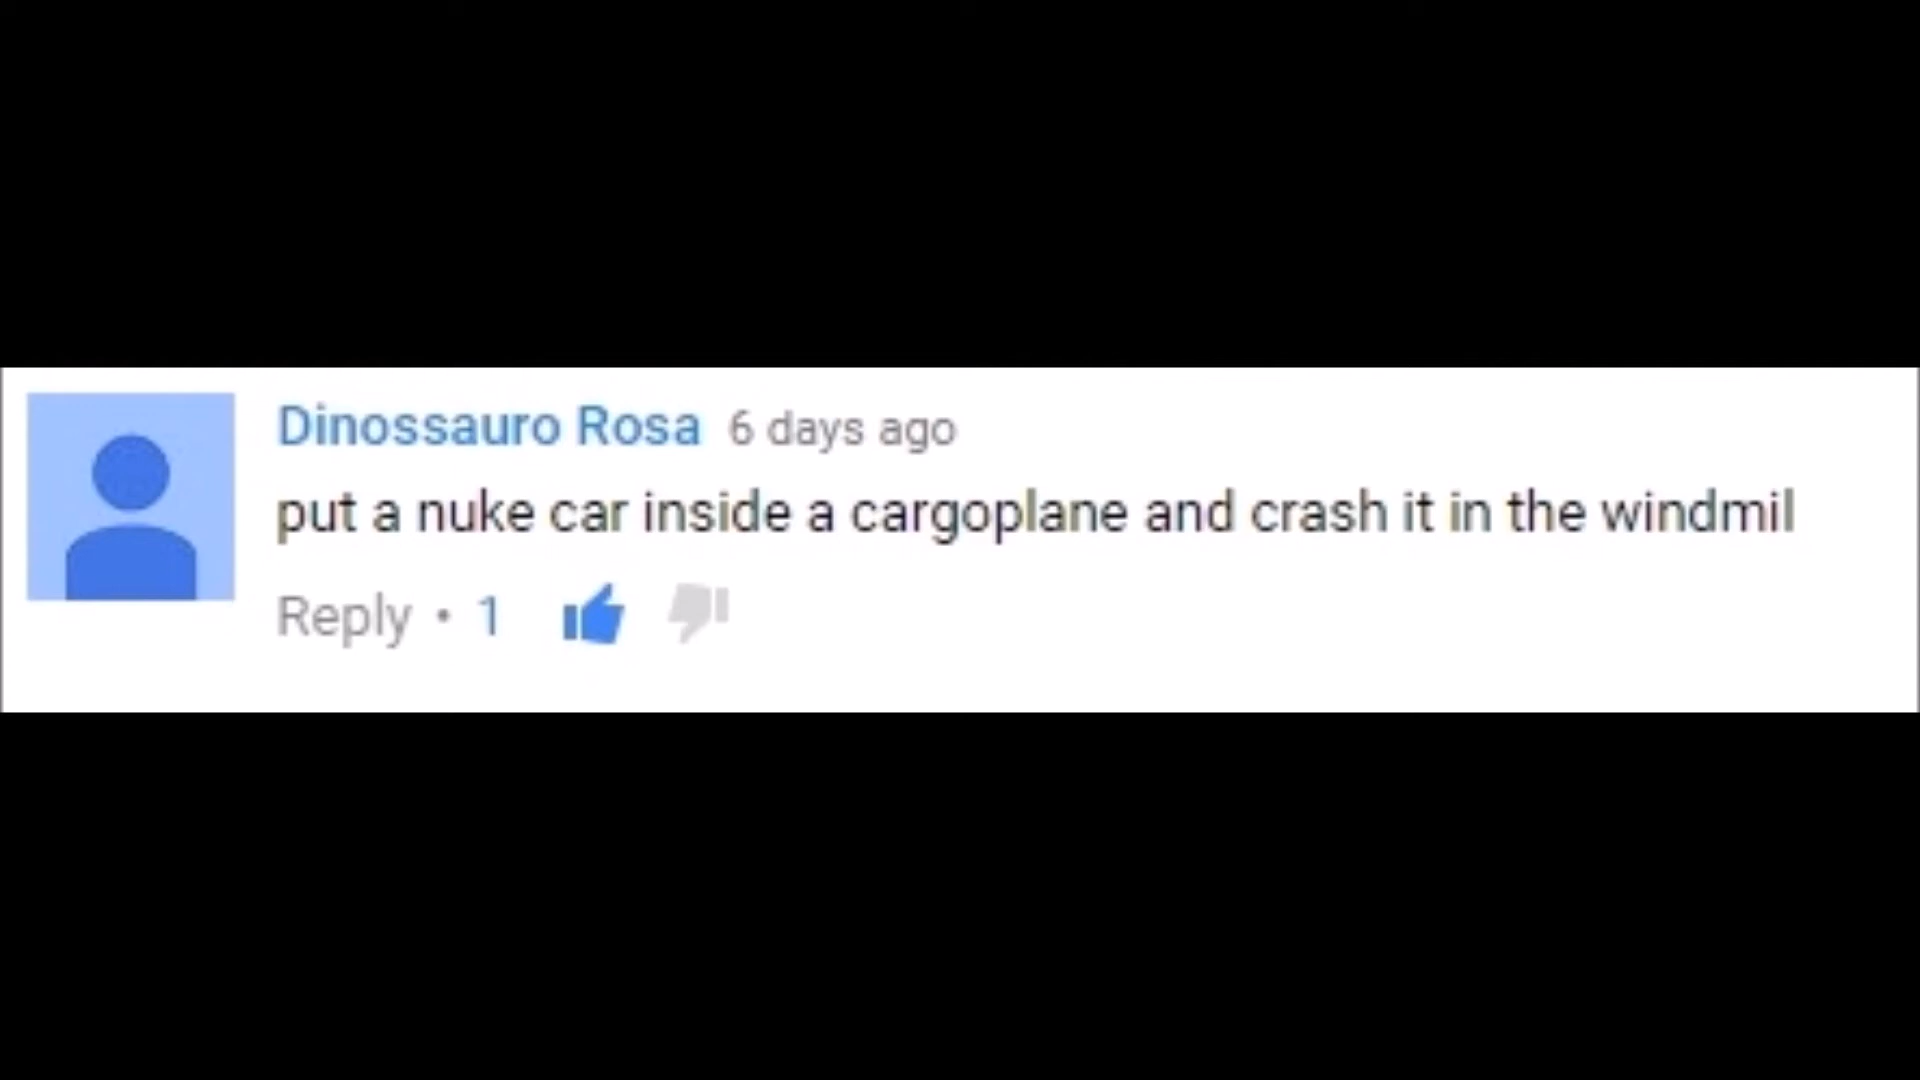 Dinossauro Rosa 6 days ago
put a nuke car inside a cargoplane and crash it in the windmil
Reply • 1